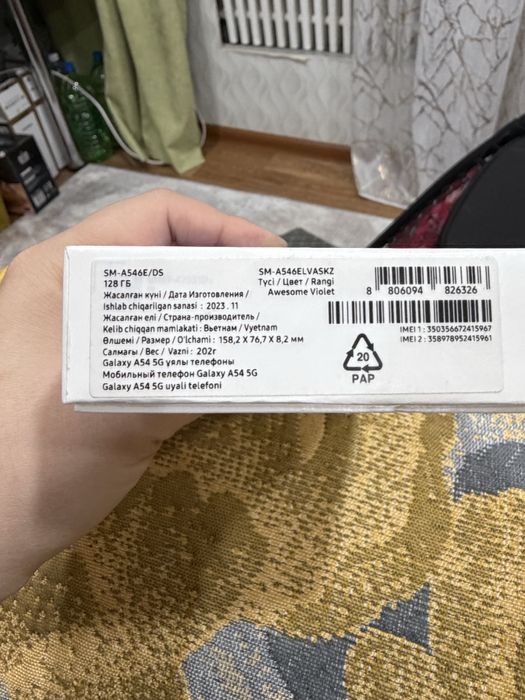 SM-A546E/DS
128 ГБ
Жасалған күні / Дата Изготовления /
Ishlab chiqarilgan sanasi : 2023. 11
Жасалған елі / Страна-производитель /
Kelib chiqqan mamlakati: Вьетнам / Vyetnam
Өлшемі / Размер / O'lchami : 158,2 X 76,7 X 8,2 мм
Салмағы / Вес / Vazni : 202г
Galaxy A54 5G ұялы телефоны
Мобильный телефон Galaxy A54 5G
Galaxy A54 5G uyali telefoni
SM-A546ELVASKZ
Түсі / Цвет / Rangi
Awesome Violet
8 806094 826326
IMEI 1 : 350356672415967
IMEI 2 : 358978952415961
20
PAP